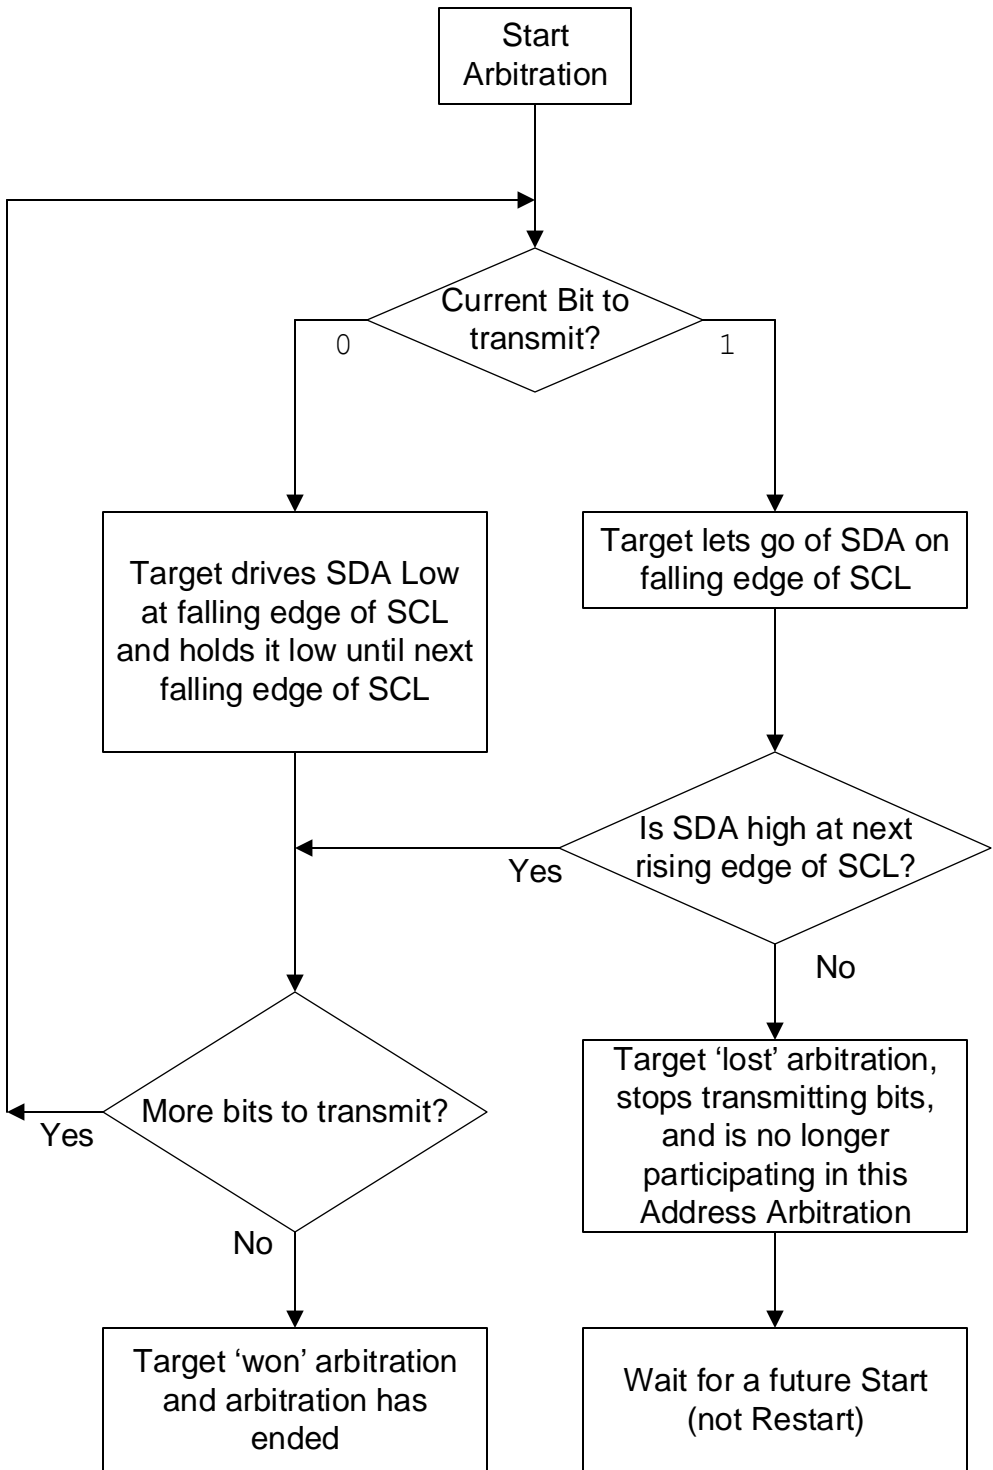 Start
Arbitration
Current Bit to
transmit?
0
1
Target drives SDA Low
at falling edge of SCL
and holds it low until next
falling edge of SCL
Target lets go of SDA on
falling edge of SCL
Is SDA high at next
rising edge of SCL?
Yes
No
More bits to transmit?
Yes
No
Target ‘lost’ arbitration,
stops transmitting bits,
and is no longer
participating in this
Address Arbitration
Target ‘won’ arbitration
and arbitration has
ended
Wait for a future Start
(not Restart)